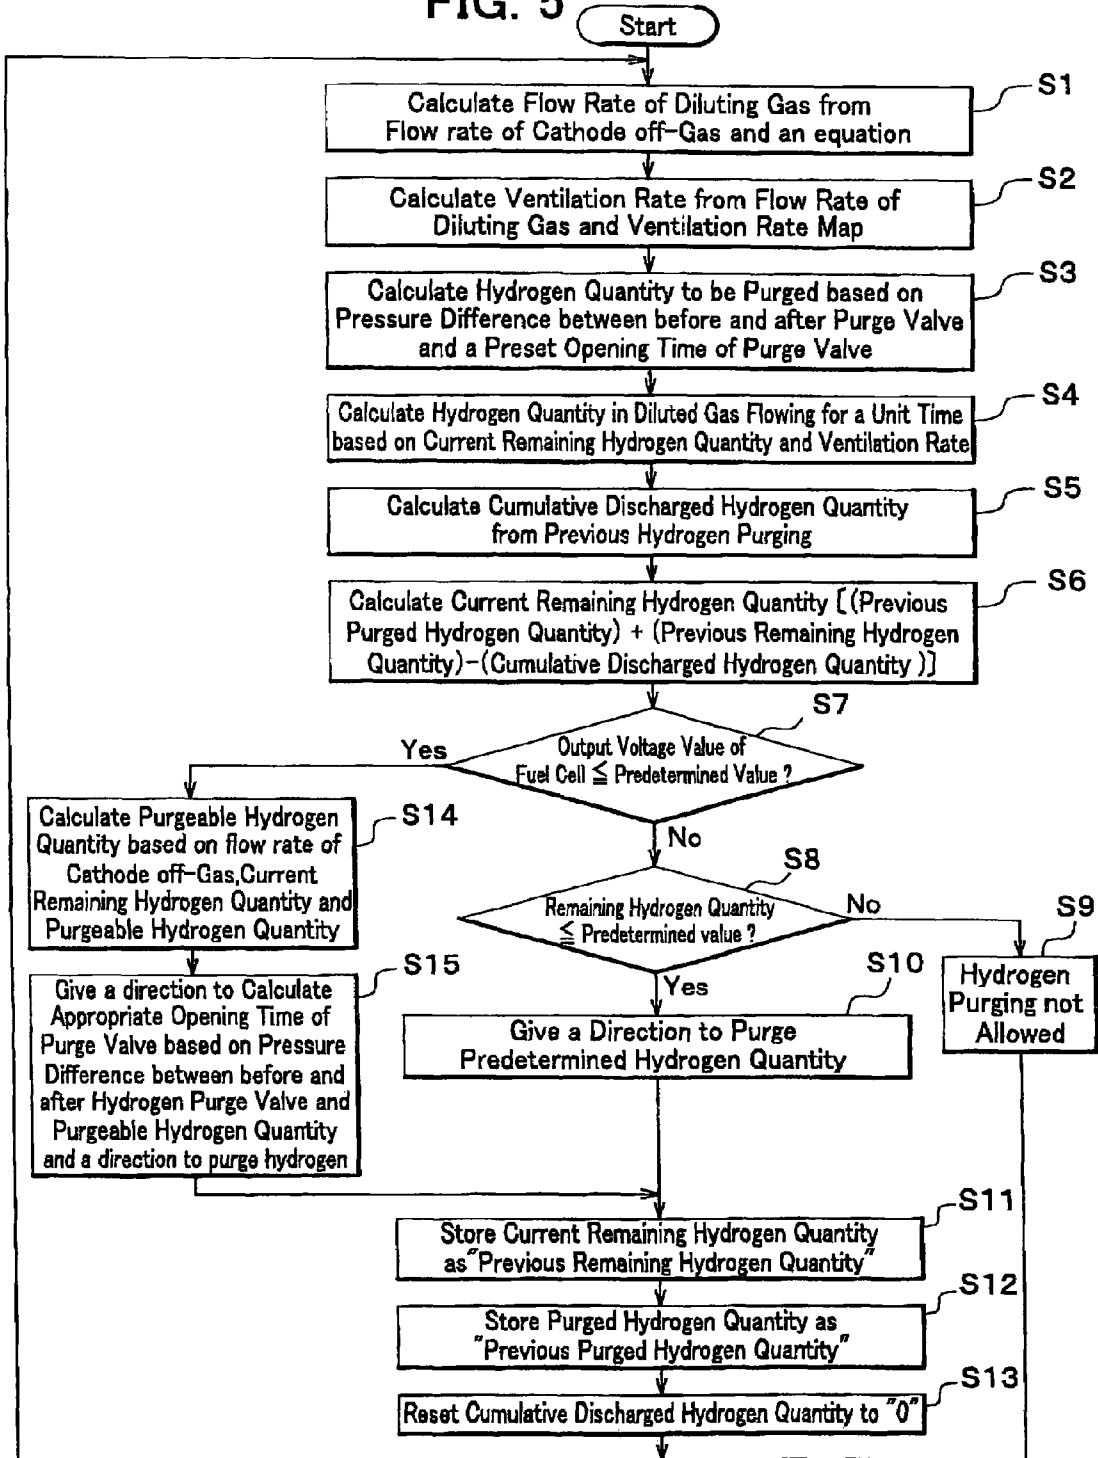 FIG. 5
Start
S1
Calculate Flow Rate of Diluting Gas from
Flow rate of Cathode off-Gas and an equation
S2
Calculate Ventilation Rate from Flow Rate of
Diluting Gas and Ventilation Rate Map
S3
Calculate Hydrogen Quantity to be Purged based on
Pressure Difference between before and after Purge Valve
and a Preset Opening Time of Purge Valve
S4
Calculate Hydrogen Quantity in Diluted Gas Flowing for a Unit Time
based on Current Remaining Hydrogen Quantity and Ventilation Rate
S5
Calculate Cumulative Discharged Hydrogen Quantity
from Previous Hydrogen Purging
S6
Calculate Current Remaining Hydrogen Quantity [(Previous
Purged Hydrogen Quantity) + (Previous Remaining Hydrogen
Quantity)-(Cumulative Discharged Hydrogen Quantity )]
S7
Output Voltage Value of
Fuel Cell ≦ Predetermined Value ?
Yes
No
S14
Calculate Purgeable Hydrogen
Quantity based on flow rate of
Cathode off-Gas,Current
Remaining Hydrogen Quantity and
Purgeable Hydrogen Quantity
S8
Remaining Hydrogen Quantity
≦ Predetermined value ?
No
Yes
S9
Hydrogen
Purging not
Allowed
S15
Give a direction to Calculate
Appropriate Opening Time of
Purge Valve based on Pressure
Difference between before and
after Hydrogen Purge Valve and
Purgeable Hydrogen Quantity
and a direction to purge hydrogen
S10
Give a Direction to Purge
Predetermined Hydrogen Quantity
S11
Store Current Remaining Hydrogen Quantity
as"Previous Remaining Hydrogen Quantity"
S12
Store Purged Hydrogen Quantity as
"Previous Purged Hydrogen Quantity"
S13
Reset Cumulative Discharged Hydrogen Quantity to "0"